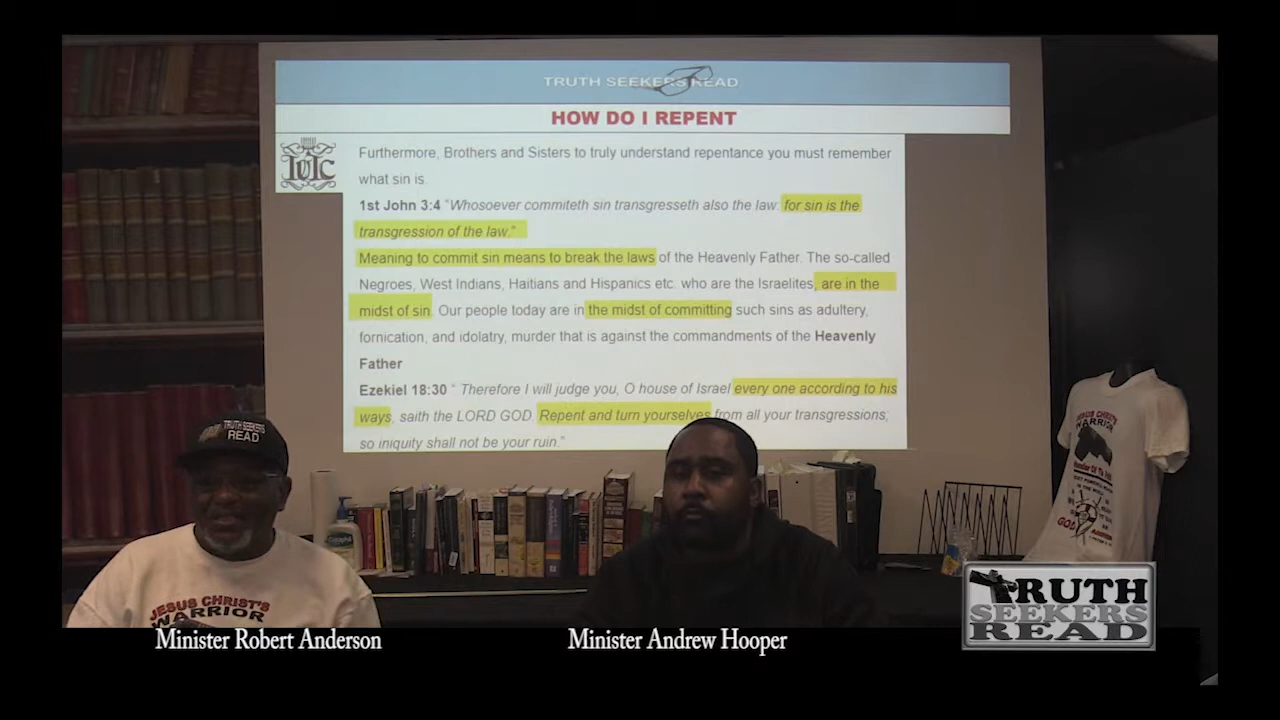 TRUTH SEEKERS READ
HOW DO I REPENT
IUIC
Furthermore, Brothers and Sisters to truly understand repentance you must remember
what sin is.
1st John 3:4 “Whosoever commiteth sin transgresseth also the law: for sin is the
transgression of the law.”
Meaning to commit sin means to break the laws of the Heavenly Father. The so-called
Negroes, West Indians, Haitians and Hispanics etc. who are the Israelites, are in the
midst of sin. Our people today are in the midst of committing such sins as adultery,
fornication, and idolatry, murder that is against the commandments of the Heavenly
Father
Ezekiel 18:30 “ Therefore I will judge you, O house of Israel every one according to his
ways, saith the LORD GOD. Repent and turn yourselves from all your transgressions;
so iniquity shall not be your ruin.”
TRUTH SEEKERS
READ
JESUS CHRIST'S
WARRIOR
JESUS CHRIST'S
WARRIOR
GOD
Cetaphil
TRUTH
SEEKERS
READ
Minister Robert Anderson
Minister Andrew Hooper